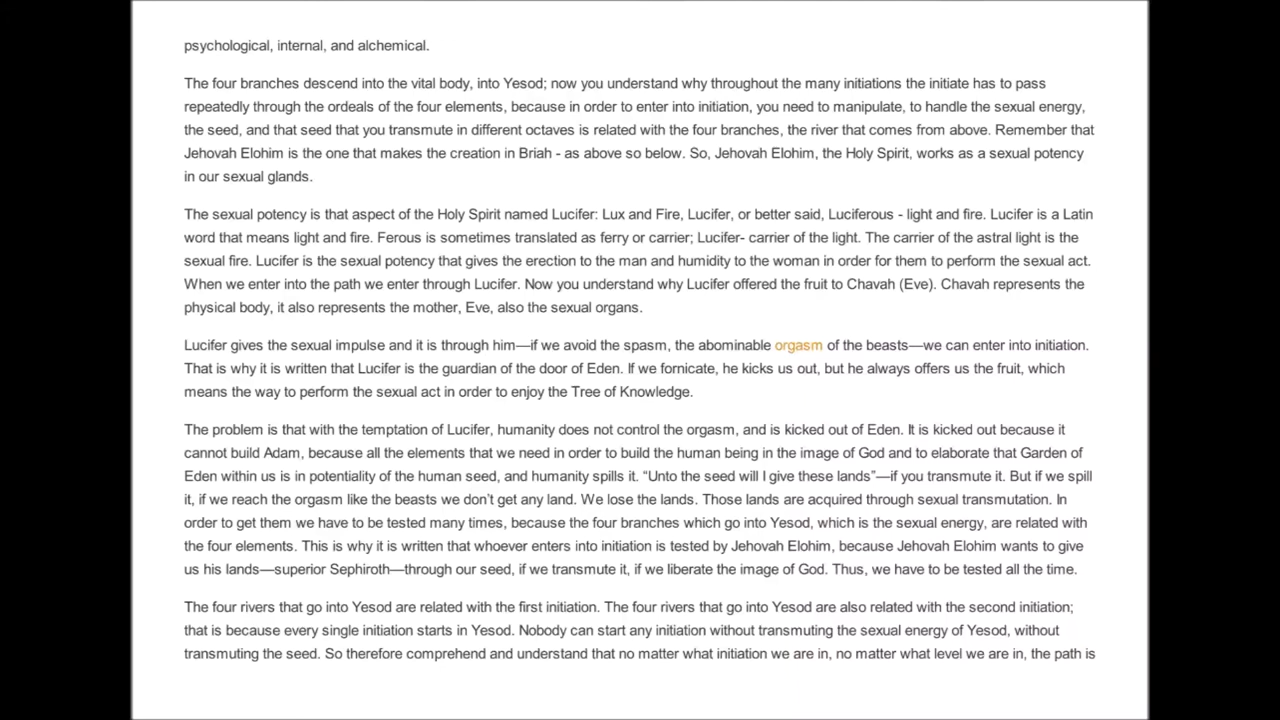 psychological, internal, and alchemical.
The four branches descend into the vital body, into Yesod; now you understand why throughout the many initiations the initiate has to pass
repeatedly through the ordeals of the four elements, because in order to enter into initiation, you need to manipulate, to handle the sexual energy,
the seed, and that seed that you transmute in different octaves is related with the four branches, the river that comes from above. Remember that
Jehovah Elohim is the one that makes the creation in Briah - as above so below. So, Jehovah Elohim, the Holy Spirit, works as a sexual potency
in our sexual glands.
The sexual potency is that aspect of the Holy Spirit named Lucifer: Lux and Fire, Lucifer, or better said, Luciferous - light and fire. Lucifer is a Latin
word that means light and fire. Ferous is sometimes translated as ferry or carrier; Lucifer- carrier of the light. The carrier of the astral light is the
sexual fire. Lucifer is the sexual potency that gives the erection to the man and humidity to the woman in order for them to perform the sexual act.
When we enter into the path we enter through Lucifer. Now you understand why Lucifer offered the fruit to Chavah (Eve). Chavah represents the
physical body, it also represents the mother, Eve, also the sexual organs.
Lucifer gives the sexual impulse and it is through him—if we avoid the spasm, the abominable orgasm of the beasts—we can enter into initiation.
That is why it is written that Lucifer is the guardian of the door of Eden. If we fornicate, he kicks us out, but he always offers us the fruit, which
means the way to perform the sexual act in order to enjoy the Tree of Knowledge.
The problem is that with the temptation of Lucifer, humanity does not control the orgasm, and is kicked out of Eden. It is kicked out because it
cannot build Adam, because all the elements that we need in order to build the human being in the image of God and to elaborate that Garden of
Eden within us is in potentiality of the human seed, and humanity spills it. “Unto the seed will I give these lands”—if you transmute it. But if we spill
it, if we reach the orgasm like the beasts we don’t get any land. We lose the lands. Those lands are acquired through sexual transmutation. In
order to get them we have to be tested many times, because the four branches which go into Yesod, which is the sexual energy, are related with
the four elements. This is why it is written that whoever enters into initiation is tested by Jehovah Elohim, because Jehovah Elohim wants to give
us his lands—superior Sephiroth—through our seed, if we transmute it, if we liberate the image of God. Thus, we have to be tested all the time.
The four rivers that go into Yesod are related with the first initiation. The four rivers that go into Yesod are also related with the second initiation;
that is because every single initiation starts in Yesod. Nobody can start any initiation without transmuting the sexual energy of Yesod, without
transmuting the seed. So therefore comprehend and understand that no matter what initiation we are in, no matter what level we are in, the path is